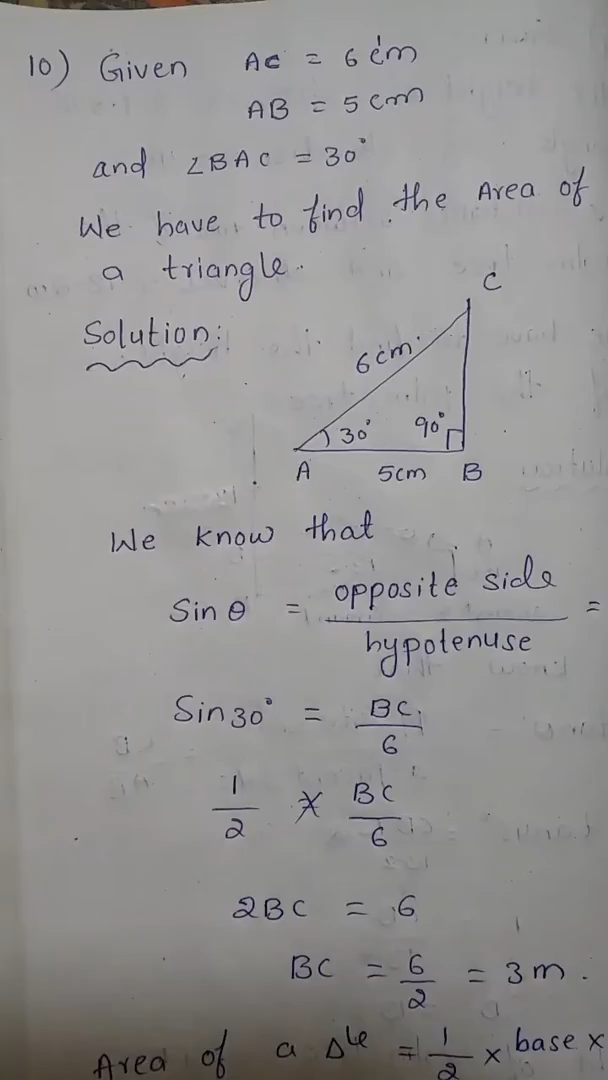 10) Given AC = 6 cm
AB = 5 cm
and ∠BAC = 30°
We have to find the Area of
a triangle.
Solution:
C
6cm
30° 90°
A 5cm B
We know that
Sin θ = opposite side / hypotenuse =
Sin 30° = BC / 6
1/2 × BC/6
2BC = 6
BC = 6/2 = 3 m.
Area of a Δle = 1/2 × base ×